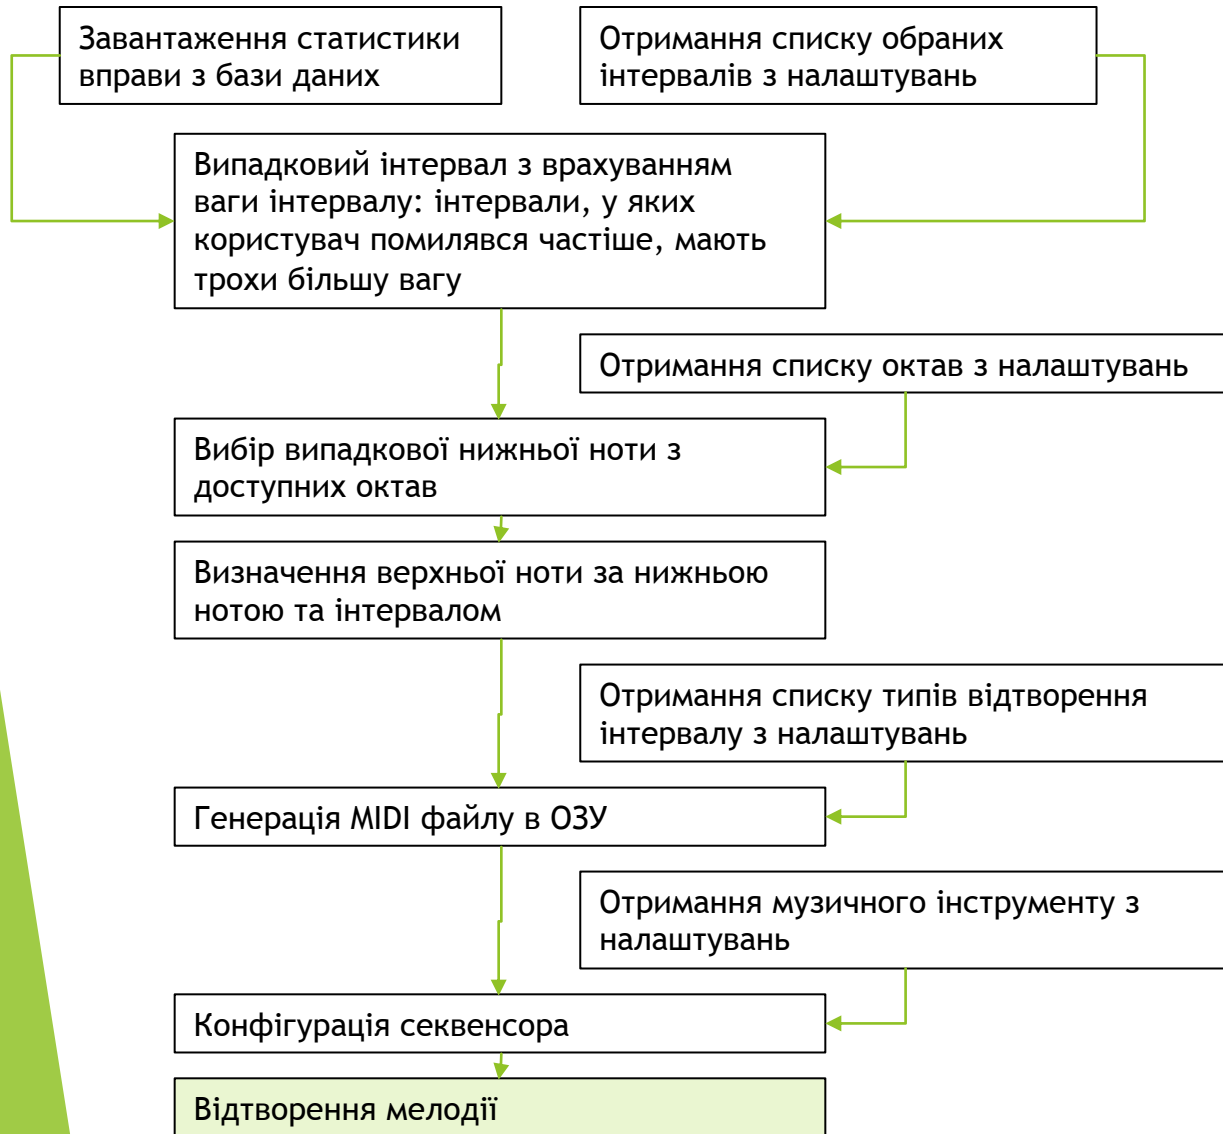 Завантаження статистики
вправи з бази даних
Отримання списку обраних
інтервалів з налаштувань
Випадковий інтервал з врахуванням
ваги інтервалу: інтервали, у яких
користувач помилявся частіше, мають
трохи більшу вагу
Отримання списку октав з налаштувань
Вибір випадкової нижньої ноти з
доступних октав
Визначення верхньої ноти за нижньою
нотою та інтервалом
Отримання списку типів відтворення
інтервалу з налаштувань
Генерація MIDI файлу в ОЗУ
Отримання музичного інструменту з
налаштувань
Конфігурація секвенсора
Відтворення мелодії